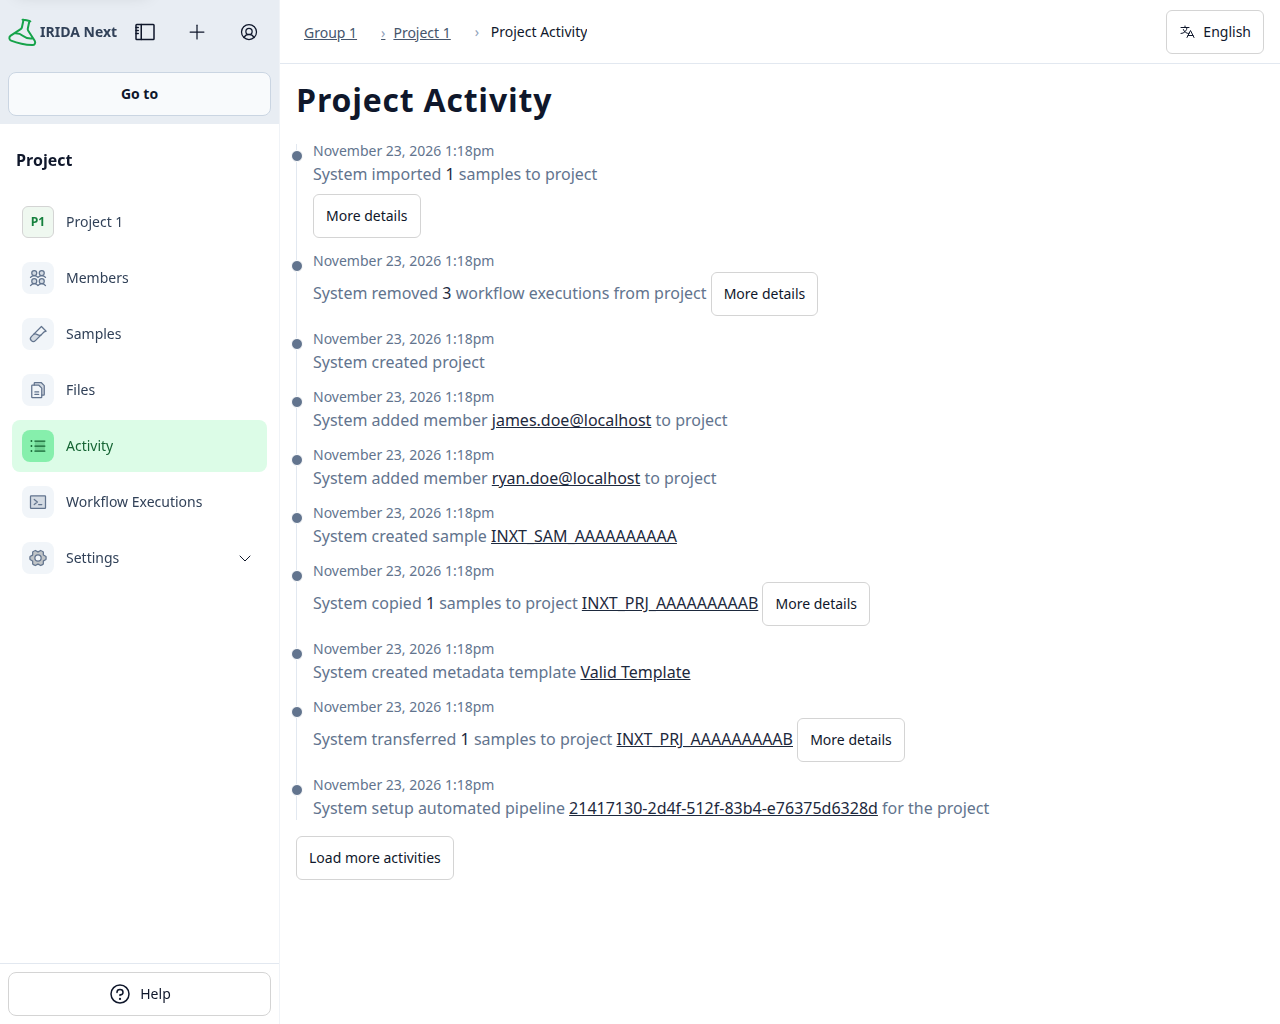 IRIDA Next
Go to
Project
P1 Project 1
Members
Samples
Files
Activity
Workflow Executions
Settings
Help
Group 1 › Project 1 › Project Activity
English
Project Activity
November 23, 2026 1:18pm
System imported 1 samples to project
More details
November 23, 2026 1:18pm
System removed 3 workflow executions from project More details
November 23, 2026 1:18pm
System created project
November 23, 2026 1:18pm
System added member james.doe@localhost to project
November 23, 2026 1:18pm
System added member ryan.doe@localhost to project
November 23, 2026 1:18pm
System created sample INXT_SAM_AAAAAAAAAA
November 23, 2026 1:18pm
System copied 1 samples to project INXT_PRJ_AAAAAAAAAB More details
November 23, 2026 1:18pm
System created metadata template Valid Template
November 23, 2026 1:18pm
System transferred 1 samples to project INXT_PRJ_AAAAAAAAAB More details
November 23, 2026 1:18pm
System setup automated pipeline 21417130-2d4f-512f-83b4-e76375d6328d for the project
Load more activities